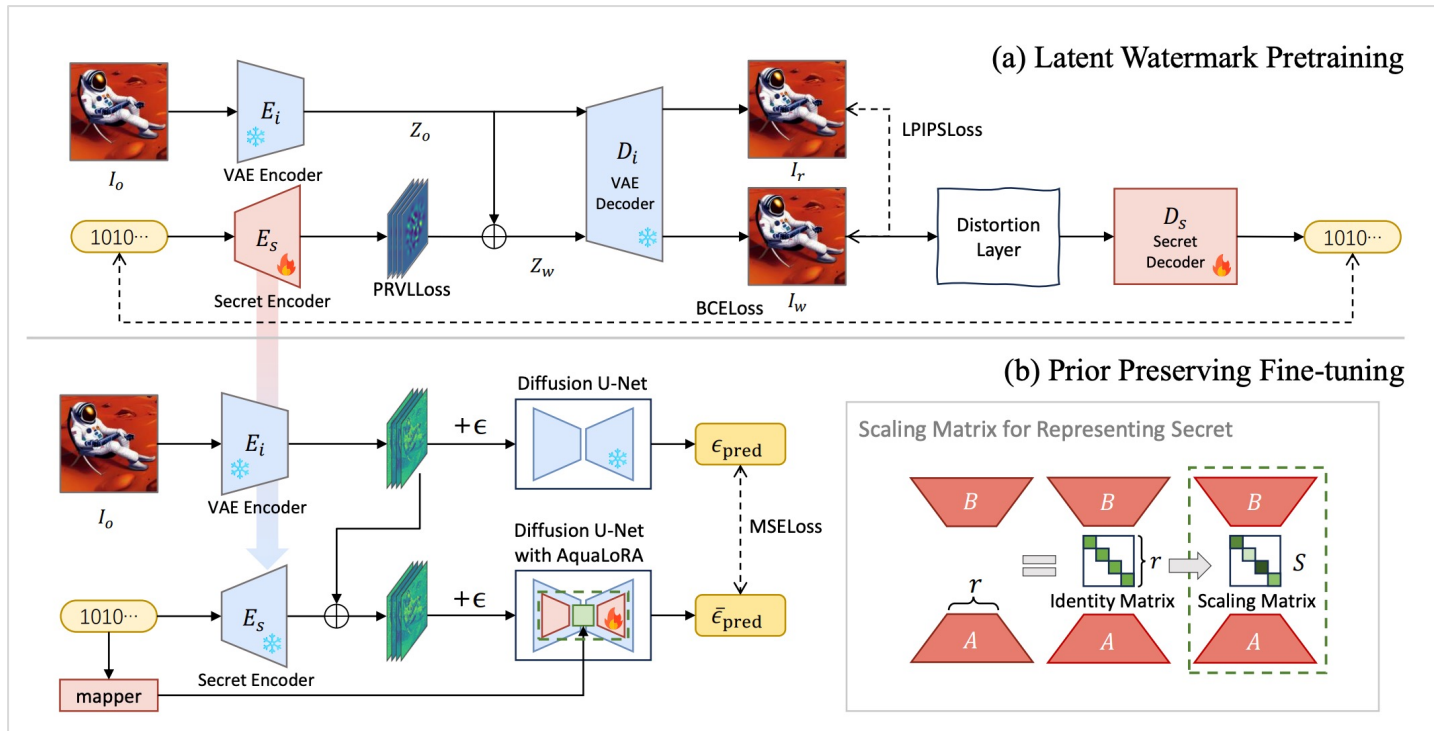 (a) Latent Watermark Pretraining
I_o
E_i
VAE Encoder
Z_o
D_i
VAE
Decoder
I_r
LPIPSLoss
1010···
E_s
Secret Encoder
PRVLLoss
Z_w
I_w
Distortion
Layer
D_s
Secret
Decoder
1010···
BCELoss
(b) Prior Preserving Fine-tuning
I_o
E_i
VAE Encoder
+ϵ
Diffusion U-Net
ϵ_pred
MSELoss
1010···
E_s
Secret Encoder
+ϵ
Diffusion U-Net
with AquaLoRA
ϵ̄_pred
mapper
Scaling Matrix for Representing Secret
B
B
B
=
r
S
r
Identity Matrix
Scaling Matrix
A
A
A